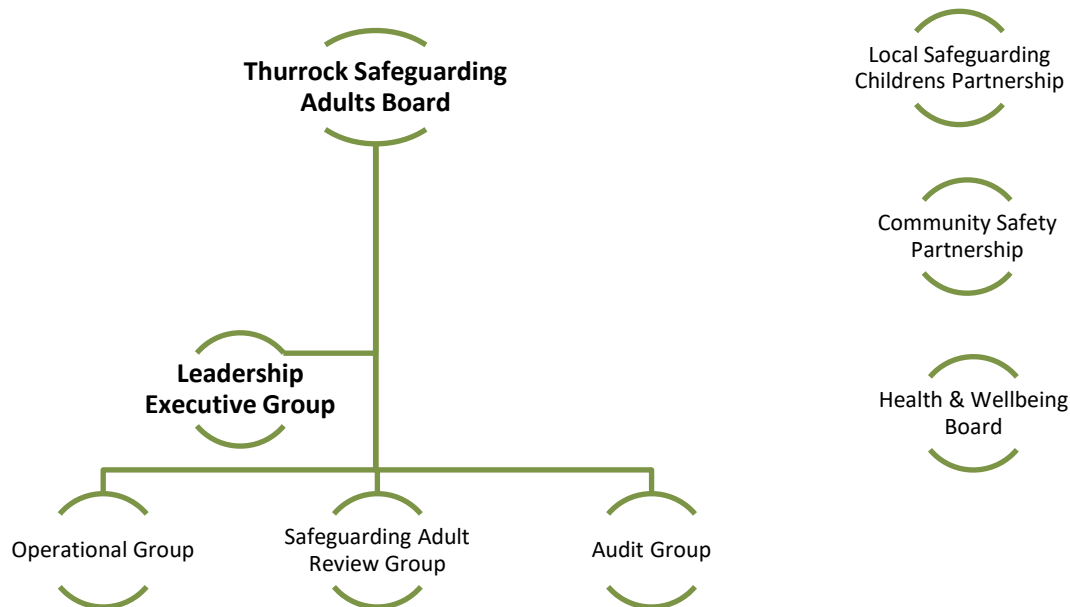 Thurrock Safeguarding
Adults Board
Local Safeguarding
Childrens Partnership
Community Safety
Partnership
Leadership
Executive Group
Health & Wellbeing
Board
Operational Group
Safeguarding Adult
Review Group
Audit Group